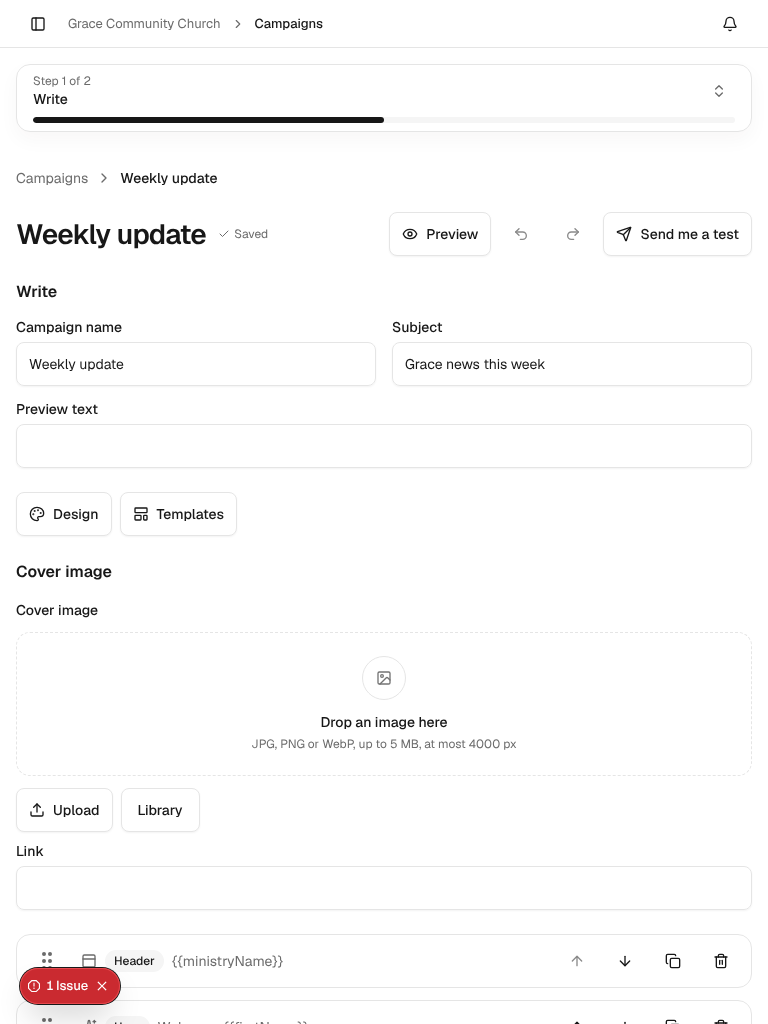 Grace Community Church
Campaigns
Step 1 of 2
Write
Campaigns
Weekly update
Weekly update
Saved
Preview
Send me a test
Write
Campaign name
Subject
Weekly update
Grace news this week
Preview text
Design
Templates
Cover image
Cover image
Drop an image here
JPG, PNG or WebP, up to 5 MB, at most 4000 px
Upload
Library
Link
Header
{{ministryName}}
1 Issue